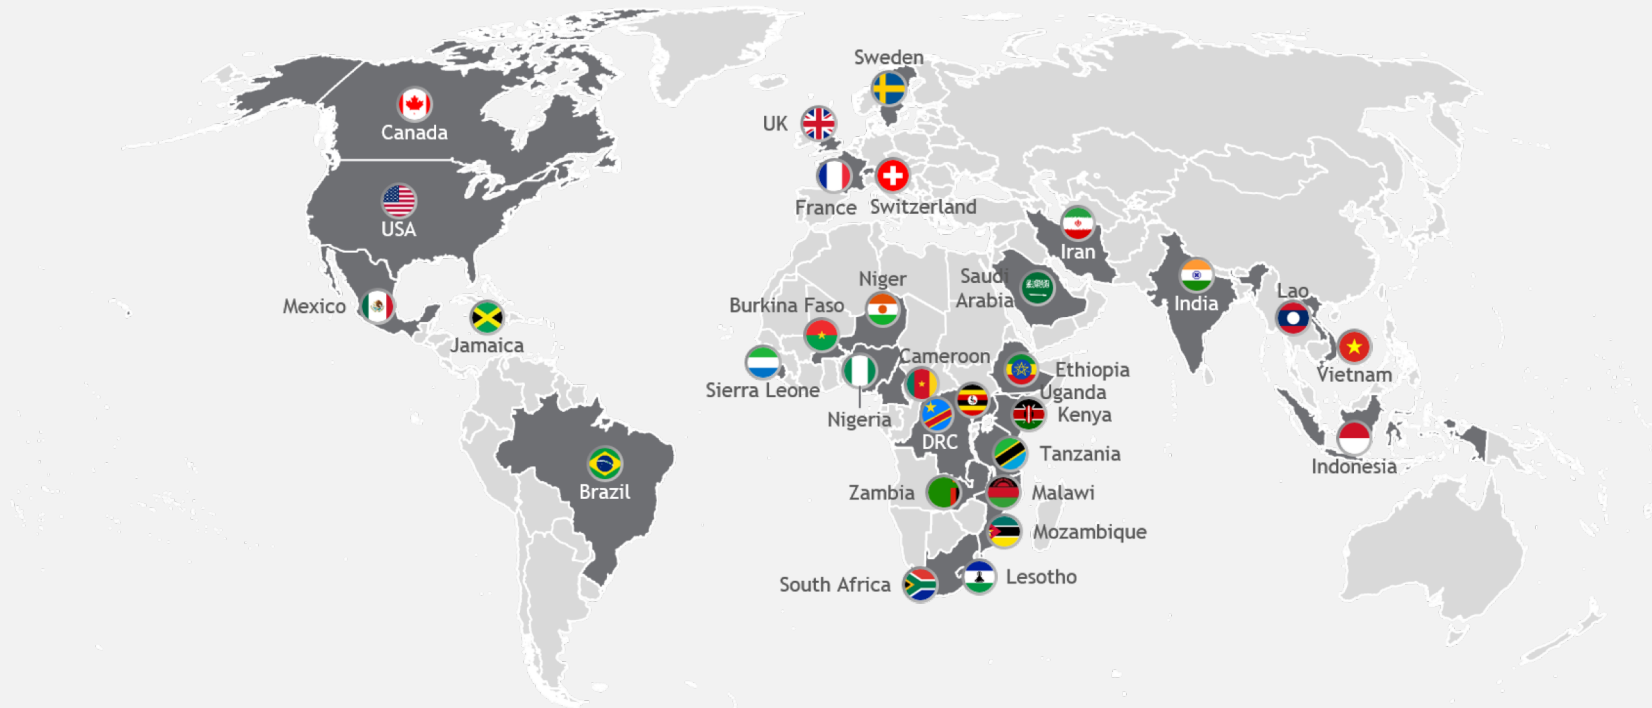 Sweden
UK
Canada
France
Switzerland
USA
Iran
Niger
Saudi
Arabia
Mexico
Burkina Faso
India
Lao
Jamaica
Cameroon
Ethiopia
Vietnam
Sierra Leone
Uganda
Nigeria
Kenya
DRC
Tanzania
Indonesia
Brazil
Zambia
Malawi
Mozambique
South Africa
Lesotho